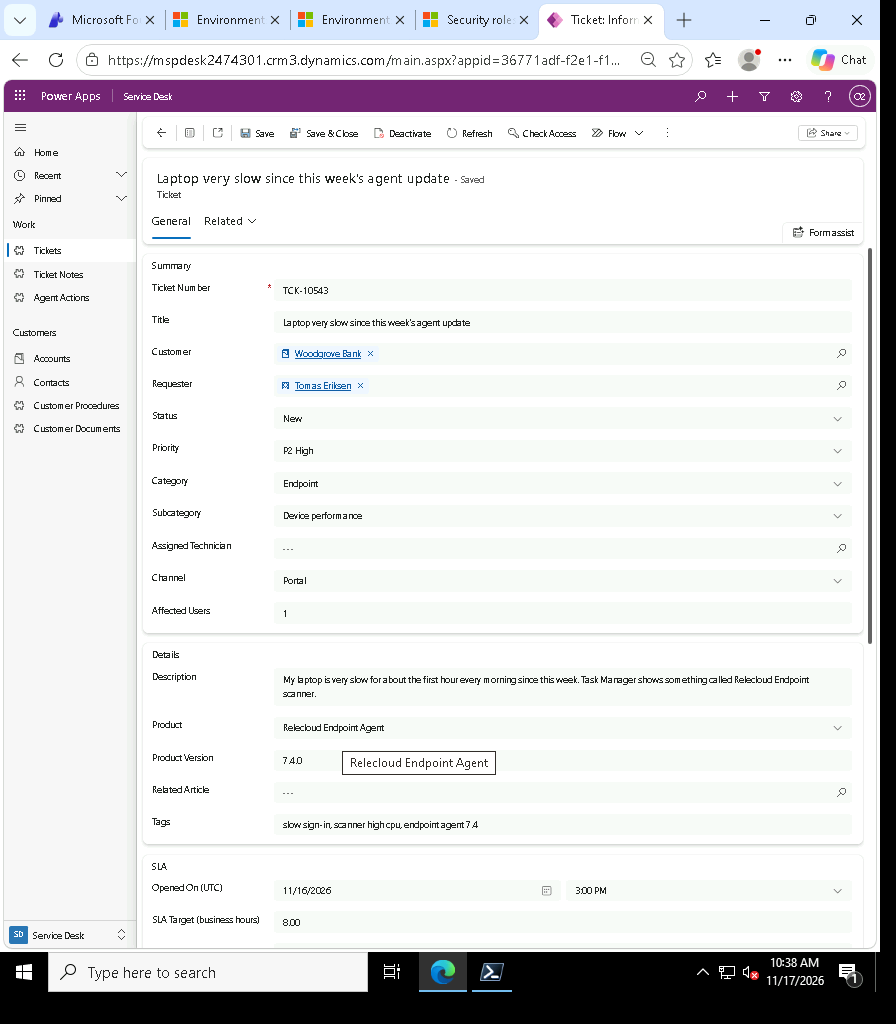 Microsoft Fo
Environment
Environment
Security role
Ticket: Inform
https://mspdesk2474301.crm3.dynamics.com/main.aspx?appid=36771adf-f2e1-f1...
Chat
Power Apps
Service Desk
Home
Recent
Pinned
Work
Tickets
Ticket Notes
Agent Actions
Customers
Accounts
Contacts
Customer Procedures
Customer Documents
SD
Service Desk
Save
Save & Close
Deactivate
Refresh
Check Access
Flow
Share
Laptop very slow since this week's agent update - Saved
Ticket
General
Related
Form assist
Summary
Ticket Number * TCK-10543
Title Laptop very slow since this week's agent update
Customer Woodgrove Bank
Requester Tomas Eriksen
Status New
Priority P2 High
Category Endpoint
Subcategory Device performance
Assigned Technician ---
Channel Portal
Affected Users 1
Details
Description My laptop is very slow for about the first hour every morning since this week. Task Manager shows something called Relecloud Endpoint
scanner.
Product Relecloud Endpoint Agent
Product Version 7.4.0
Relecloud Endpoint Agent
Related Article ---
Tags slow sign-in, scanner high cpu, endpoint agent 7.4
SLA
Opened On (UTC) 11/16/2026 3:00 PM
SLA Target (business hours) 8.00
Type here to search
10:38 AM
11/17/2026
1